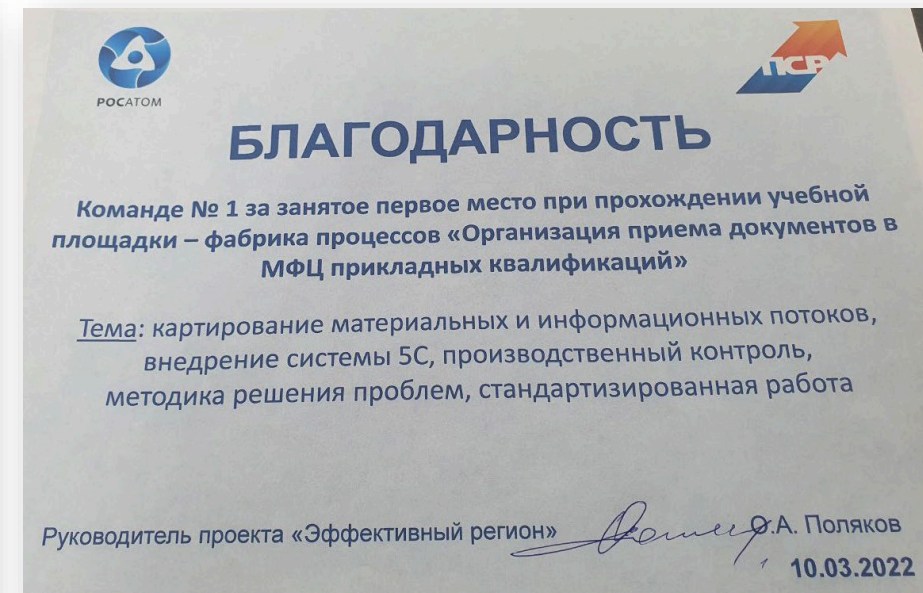 РОСАТОМ
ПСР
БЛАГОДАРНОСТЬ
Команде № 1 за занятое первое место при прохождении учебной
площадки – фабрика процессов «Организация приема документов в
МФЦ прикладных квалификаций»
Тема: картирование материальных и информационных потоков,
внедрение системы 5С, производственный контроль,
методика решения проблем, стандартизированная работа
Руководитель проекта «Эффективный регион» А. Поляков
10.03.2022